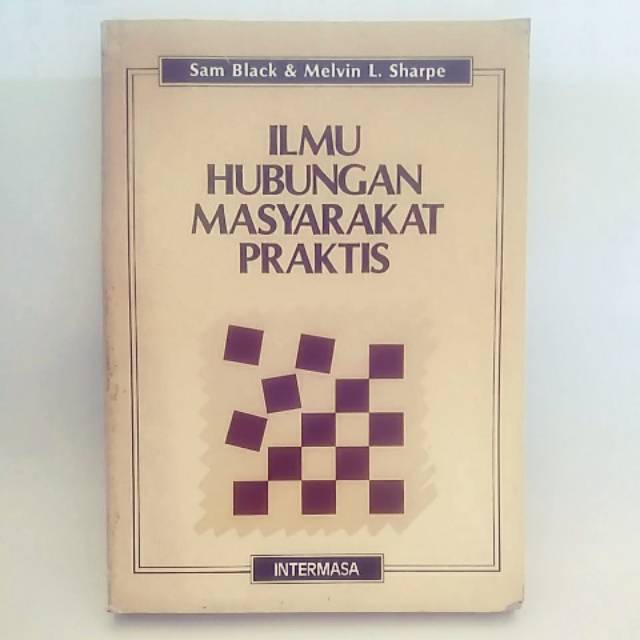 Sam Black & Melvin L. Sharpe
ILMU
HUBUNGAN
MASYARAKAT
PRAKTIS
INTERMASA